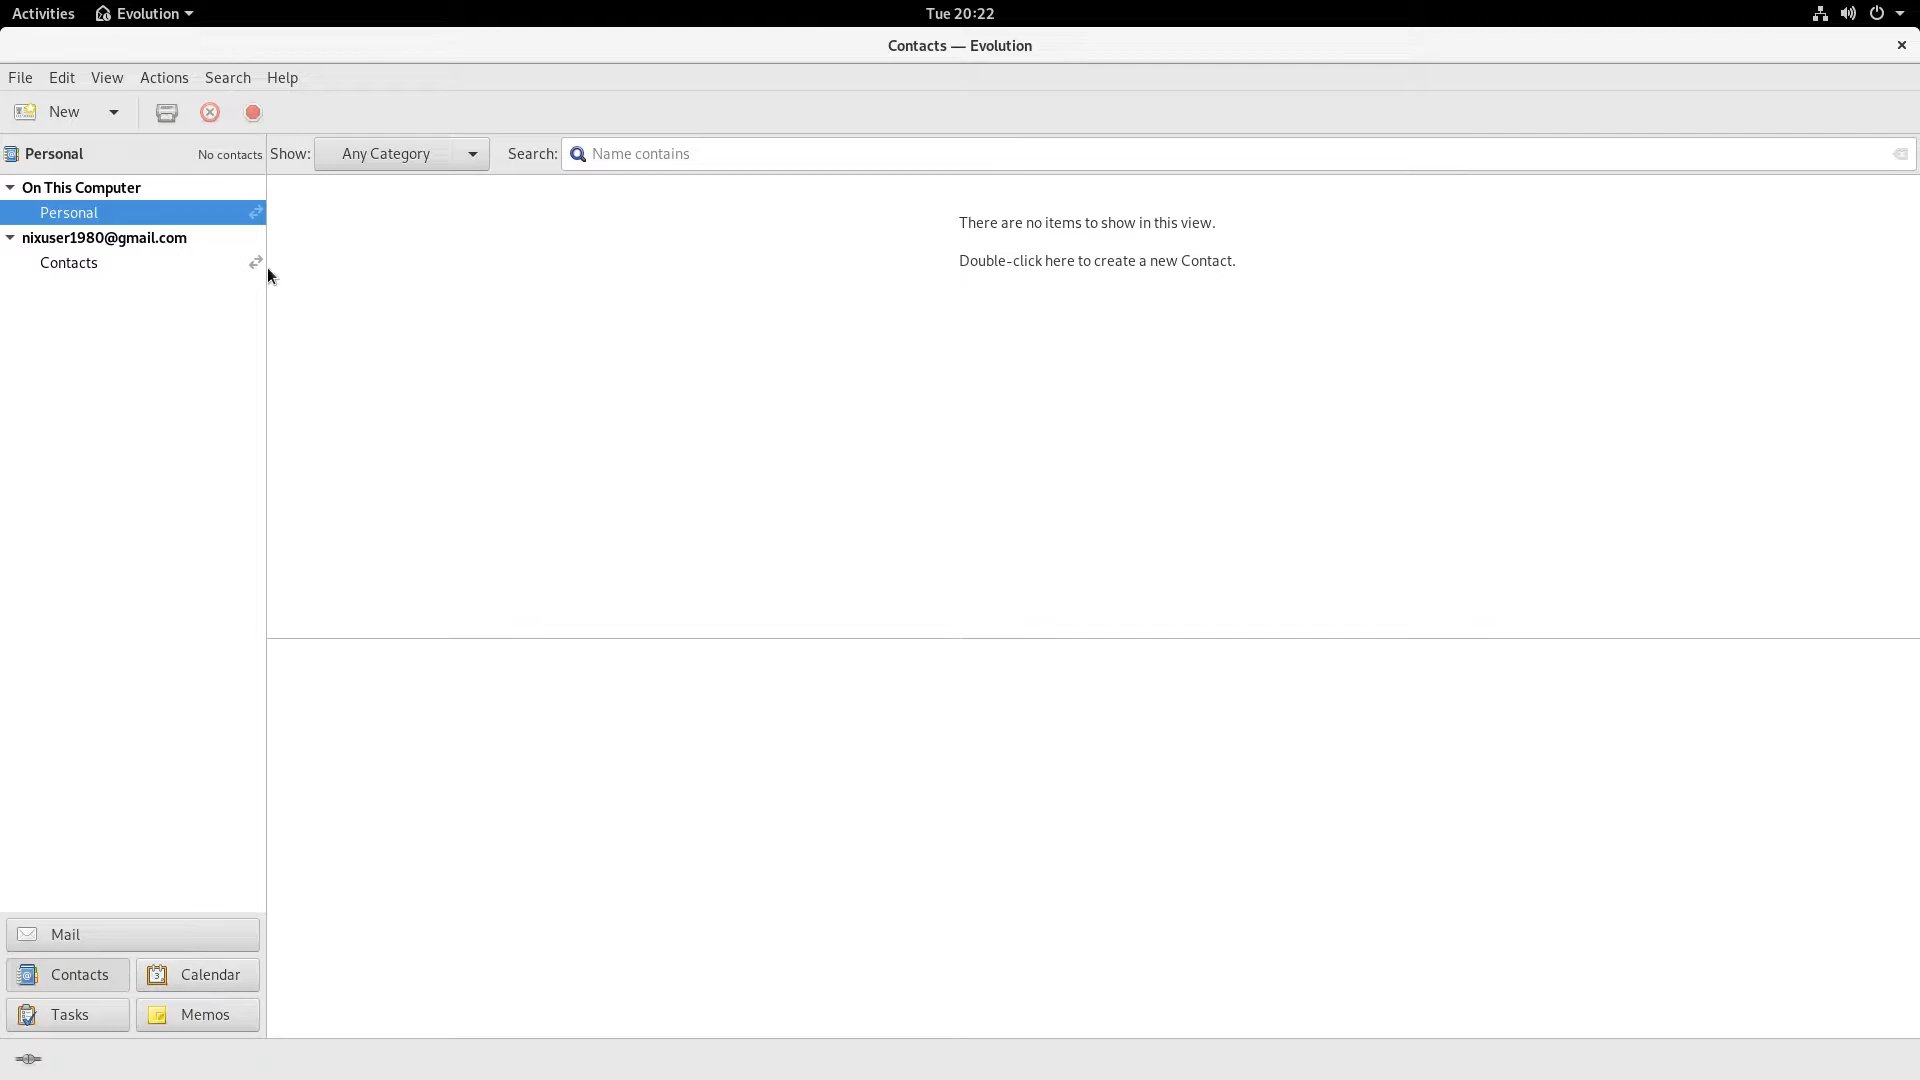 Activities Evolution Tue 20:22
Contacts — Evolution
File Edit View Actions Search Help
New
Personal No contacts Show: Any Category Search: Name contains
On This Computer
Personal
nixuser1980@gmail.com
Contacts
There are no items to show in this view.
Double-click here to create a new Contact.
Mail
Contacts Calendar
Tasks Memos